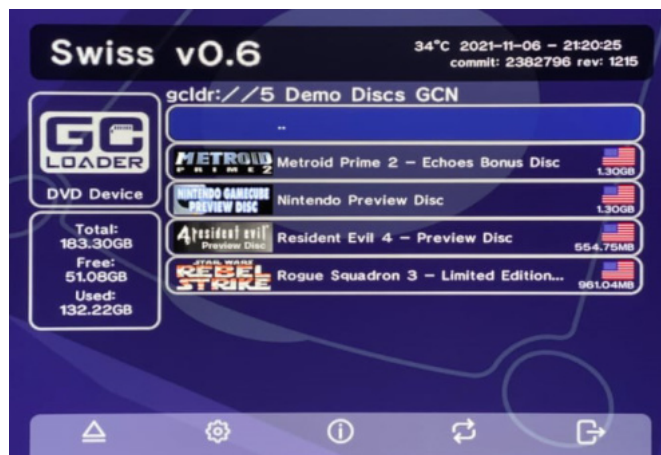 Swiss v0.6
34°C 2021-11-06 - 21:20:25
commit: 2382796 rev: 1215
gcldr://5 Demo Discs GCN
..
GC
LOADER
DVD Device
METROID
PRIME 2
Metroid Prime 2 - Echoes Bonus Disc
1.30GB
NINTENDO GAMECUBE
PREVIEW DISC
Nintendo Preview Disc
1.30GB
resident evil 4
Preview Disc
Resident Evil 4 - Preview Disc
554.75MB
STAR WARS
REBEL
STRIKE
Rogue Squadron 3 - Limited Edition...
961.04MB
Total:
183.30GB
Free:
51.08GB
Used:
132.22GB